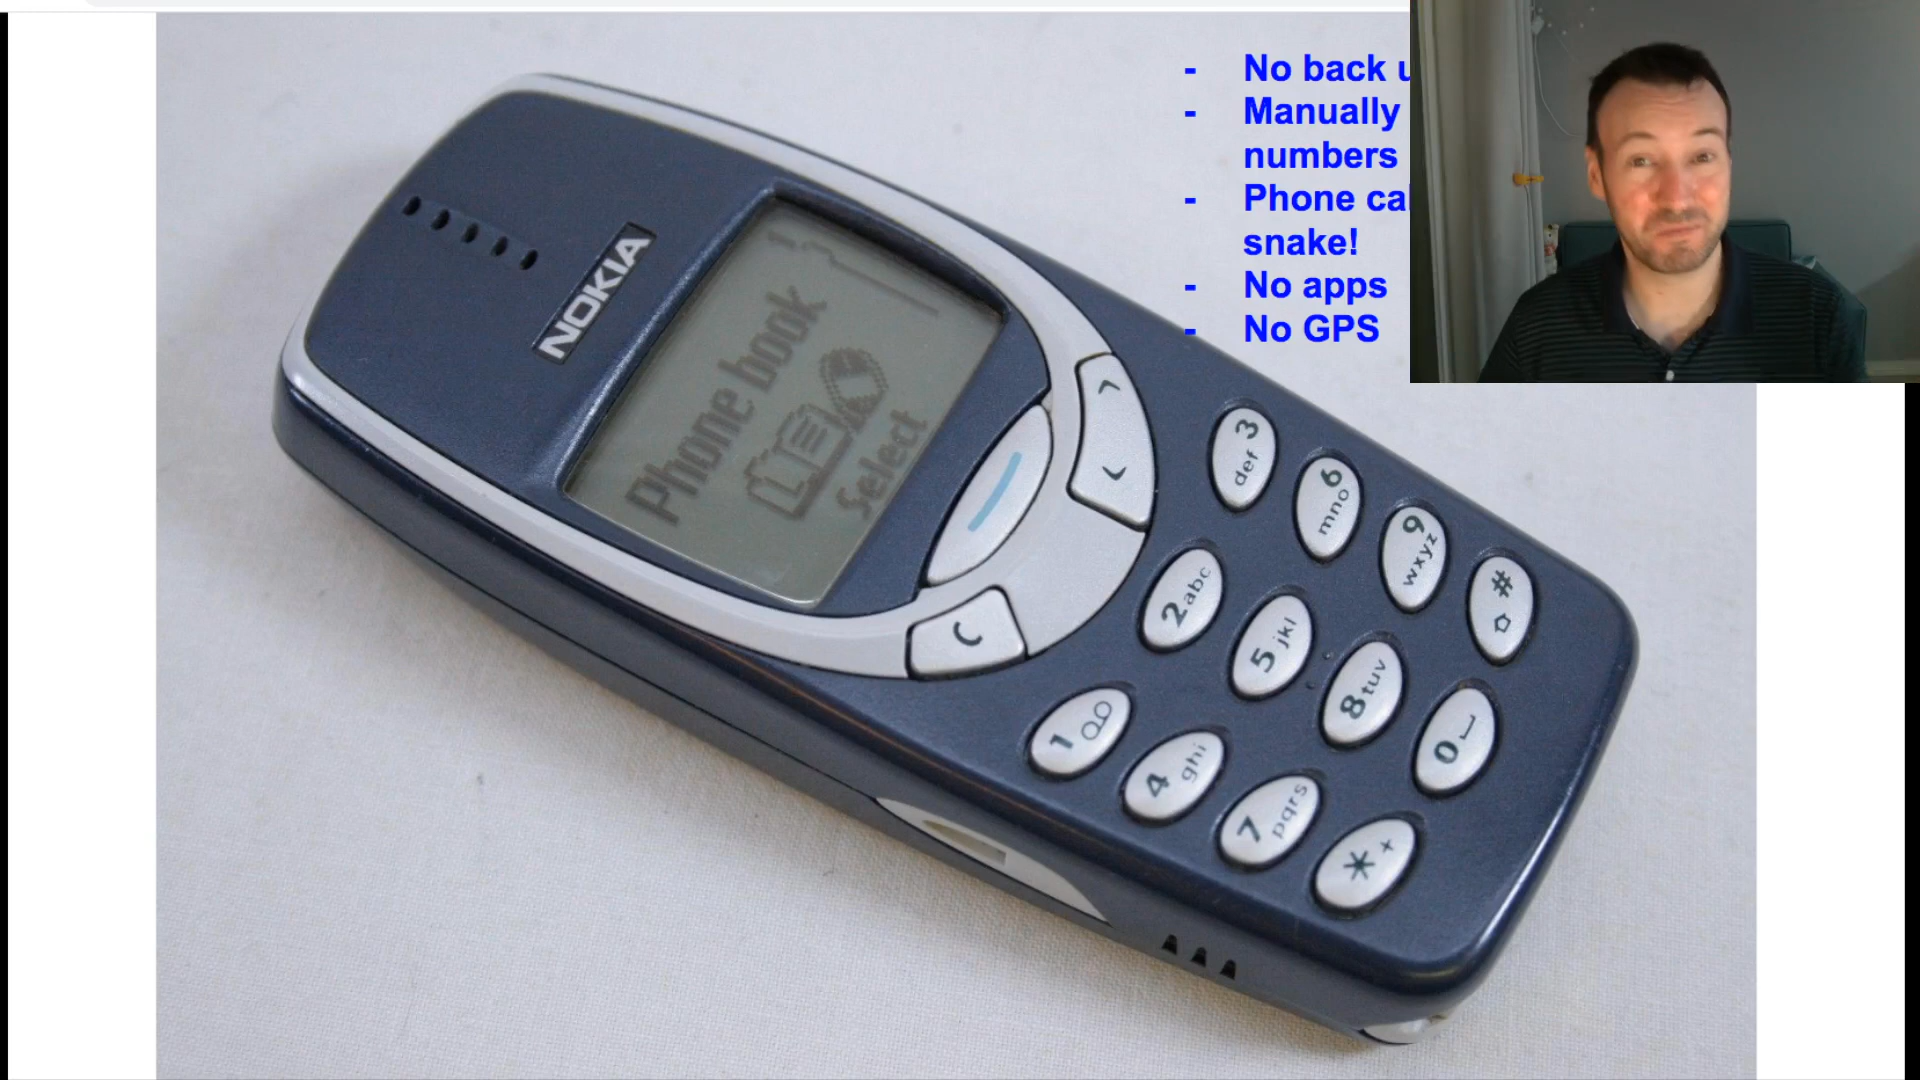 - No back
- Manually
numbers
- Phone
snake!
- No apps
- No GPS
NOKIA
Phone book
Select
C
3 def
6 mno
9 wxyz
#
2 abc
5 jkl
8 tuv
0
1
4 ghi
7 pqrs
* +